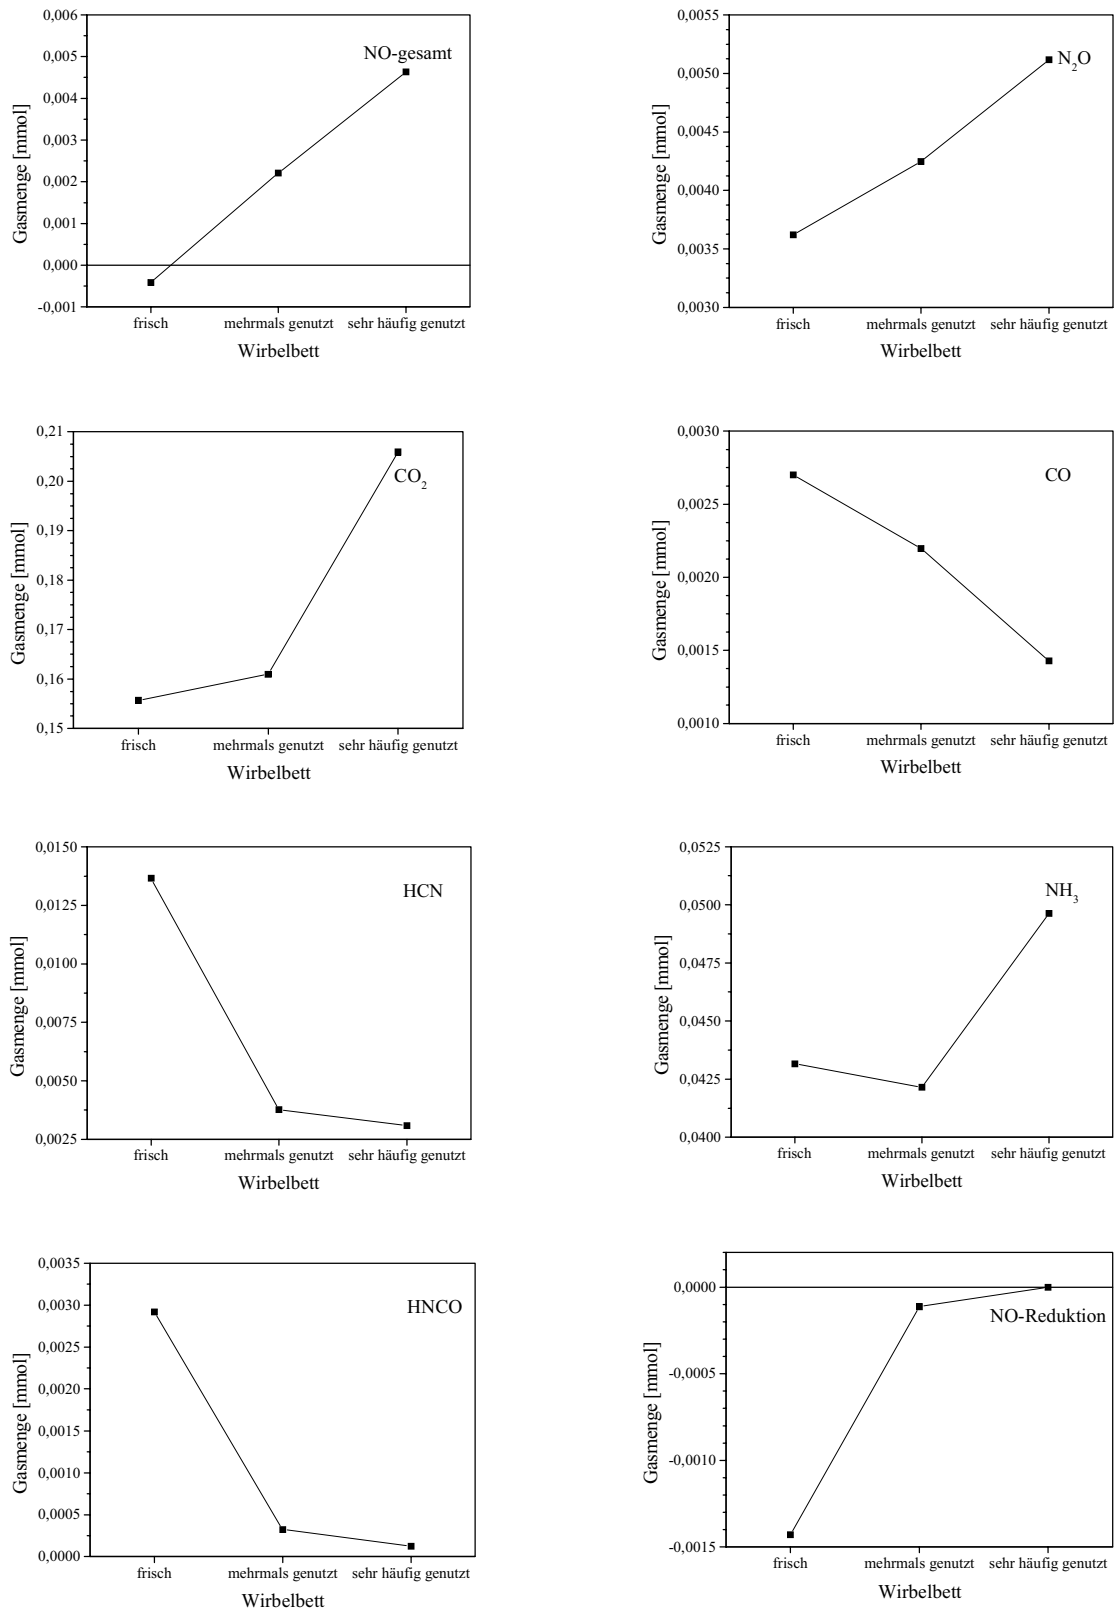 0,006
0,005
0,004
0,003
0,002
0,001
0,000
-0,001
Gasmenge [mmol]
NO-gesamt
frisch
mehrmals genutzt
sehr häufig genutzt
Wirbelbett
0,0055
0,0050
0,0045
0,0040
0,0035
0,0030
Gasmenge [mmol]
N₂O
frisch
mehrmals genutzt
sehr häufig genutzt
Wirbelbett
0,21
0,20
0,19
0,18
0,17
0,16
0,15
Gasmenge [mmol]
CO₂
frisch
mehrmals genutzt
sehr häufig genutzt
Wirbelbett
0,0030
0,0025
0,0020
0,0015
0,0010
Gasmenge [mmol]
CO
frisch
mehrmals genutzt
sehr häufig genutzt
Wirbelbett
0,0150
0,0125
0,0100
0,0075
0,0050
0,0025
Gasmenge [mmol]
HCN
frisch
mehrmals genutzt
sehr häufig genutzt
Wirbelbett
0,0525
0,0500
0,0475
0,0450
0,0425
0,0400
Gasmenge [mmol]
NH₃
frisch
mehrmals genutzt
sehr häufig genutzt
Wirbelbett
0,0035
0,0030
0,0025
0,0020
0,0015
0,0010
0,0005
0,0000
Gasmenge [mmol]
HNCO
frisch
mehrmals genutzt
sehr häufig genutzt
Wirbelbett
0,0000
-0,0005
-0,0010
-0,0015
Gasmenge [mmol]
NO-Reduktion
frisch
mehrmals genutzt
sehr häufig genutzt
Wirbelbett